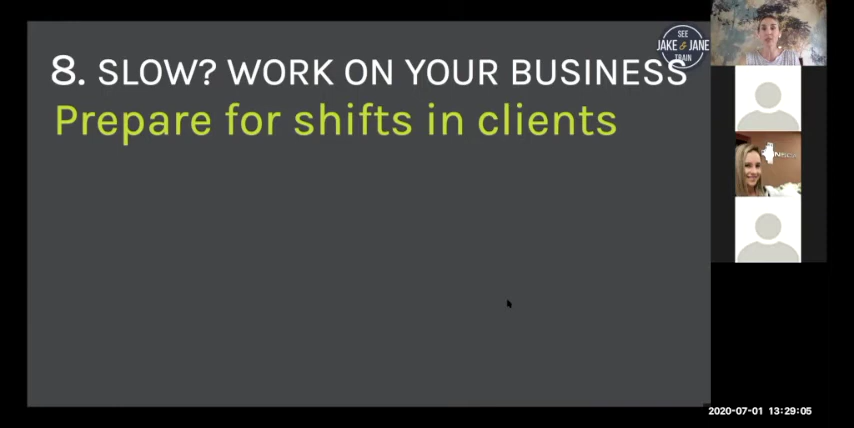 8. SLOW? WORK ON YOUR BUSINESS
Prepare for shifts in clients
SEE
JAKE & JANE
TRAIN
2020-07-01 13:29:05